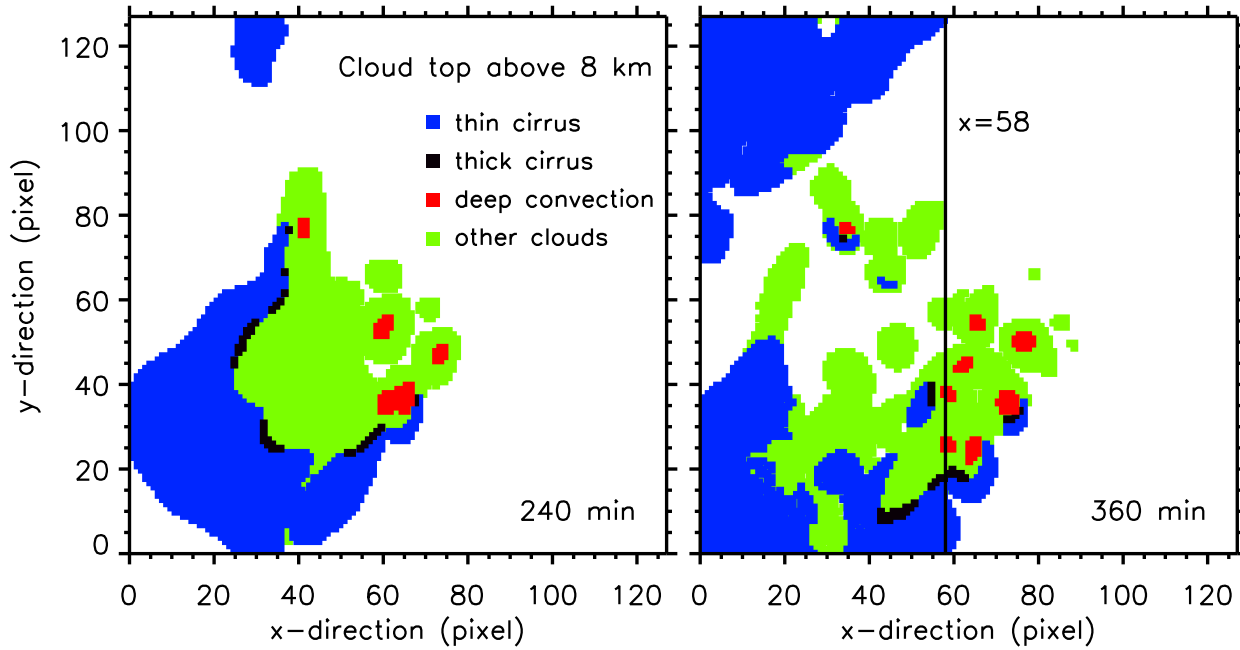 Cloud top above 8 km
thin cirrus
thick cirrus
deep convection
other clouds
240 min
y-direction (pixel)
120
100
80
60
40
20
0
0 20 40 60 80 100 120
x-direction (pixel)
x=58
360 min
0 20 40 60 80 100 120
x-direction (pixel)